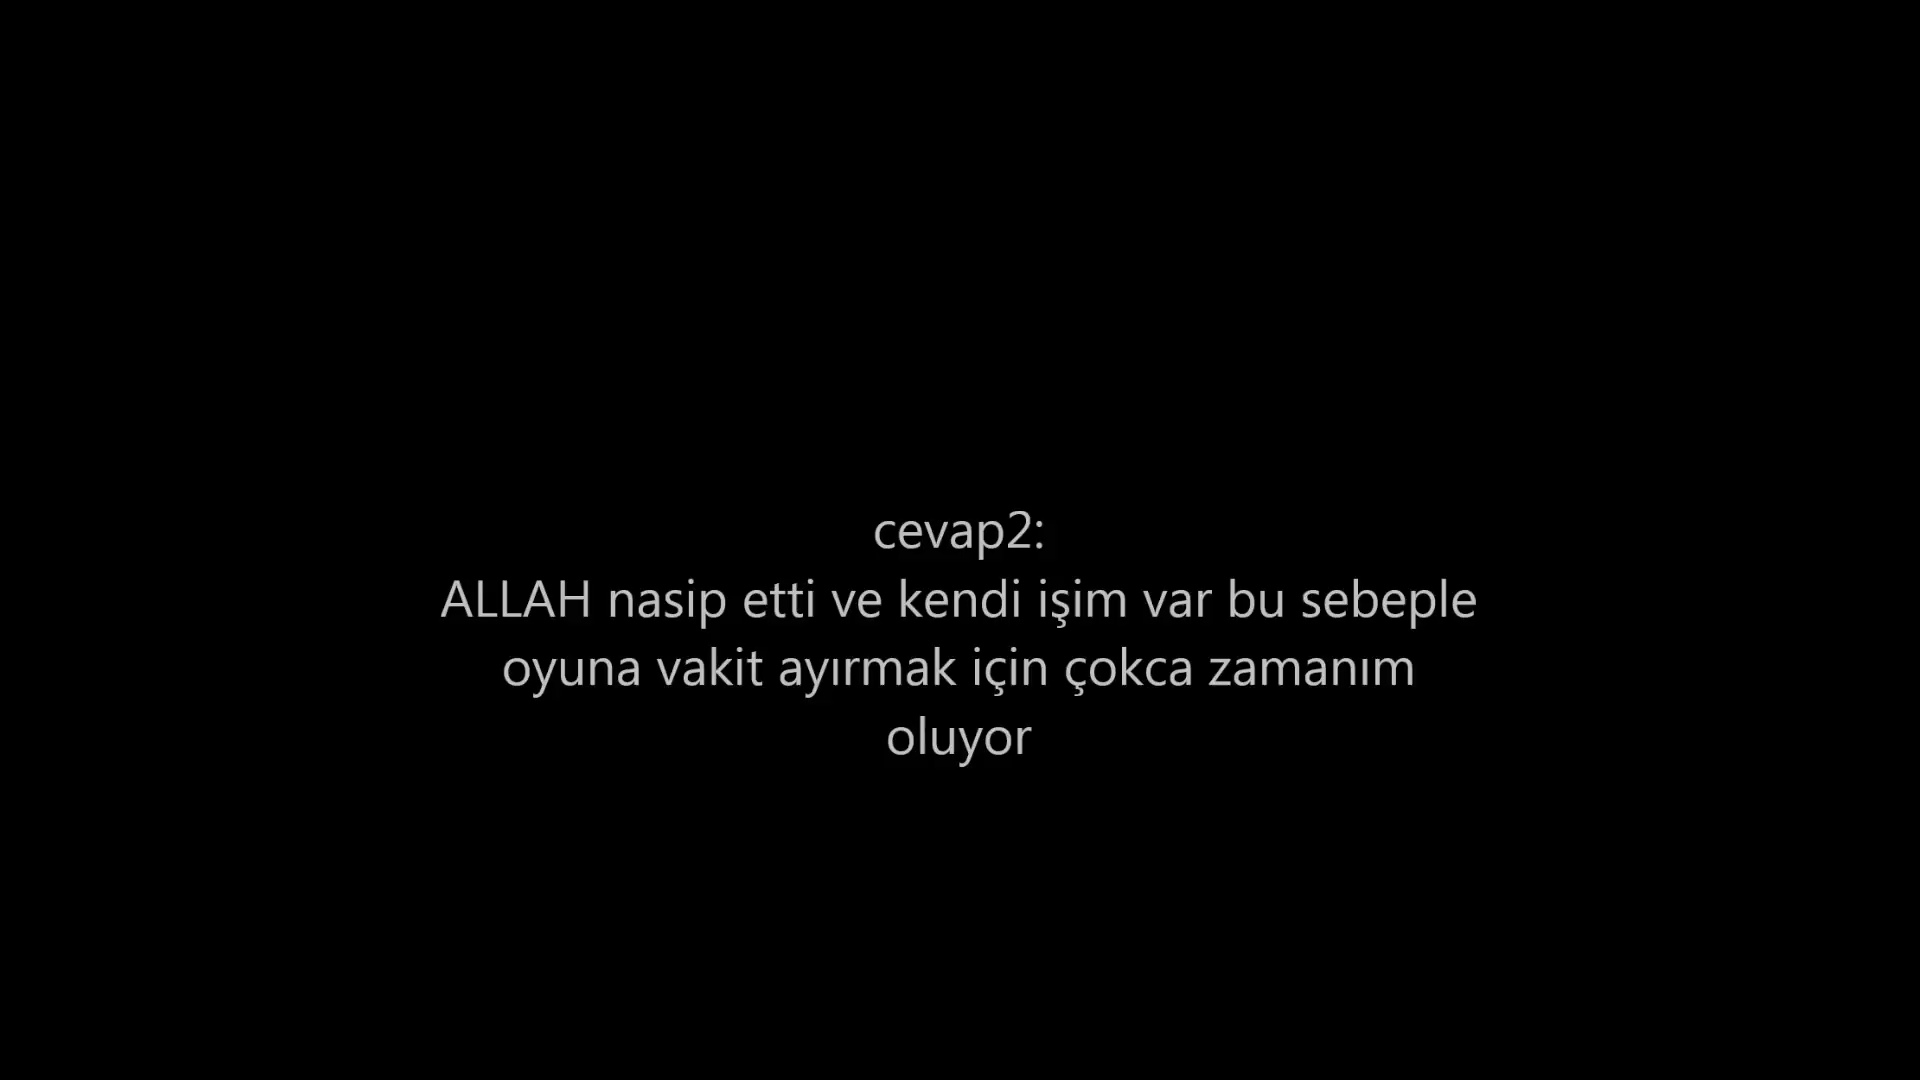 cevap2:
ALLAH nasip etti ve kendi işim var bu sebeple
oyuna vakit ayırmak için çokca zamanım
oluyor